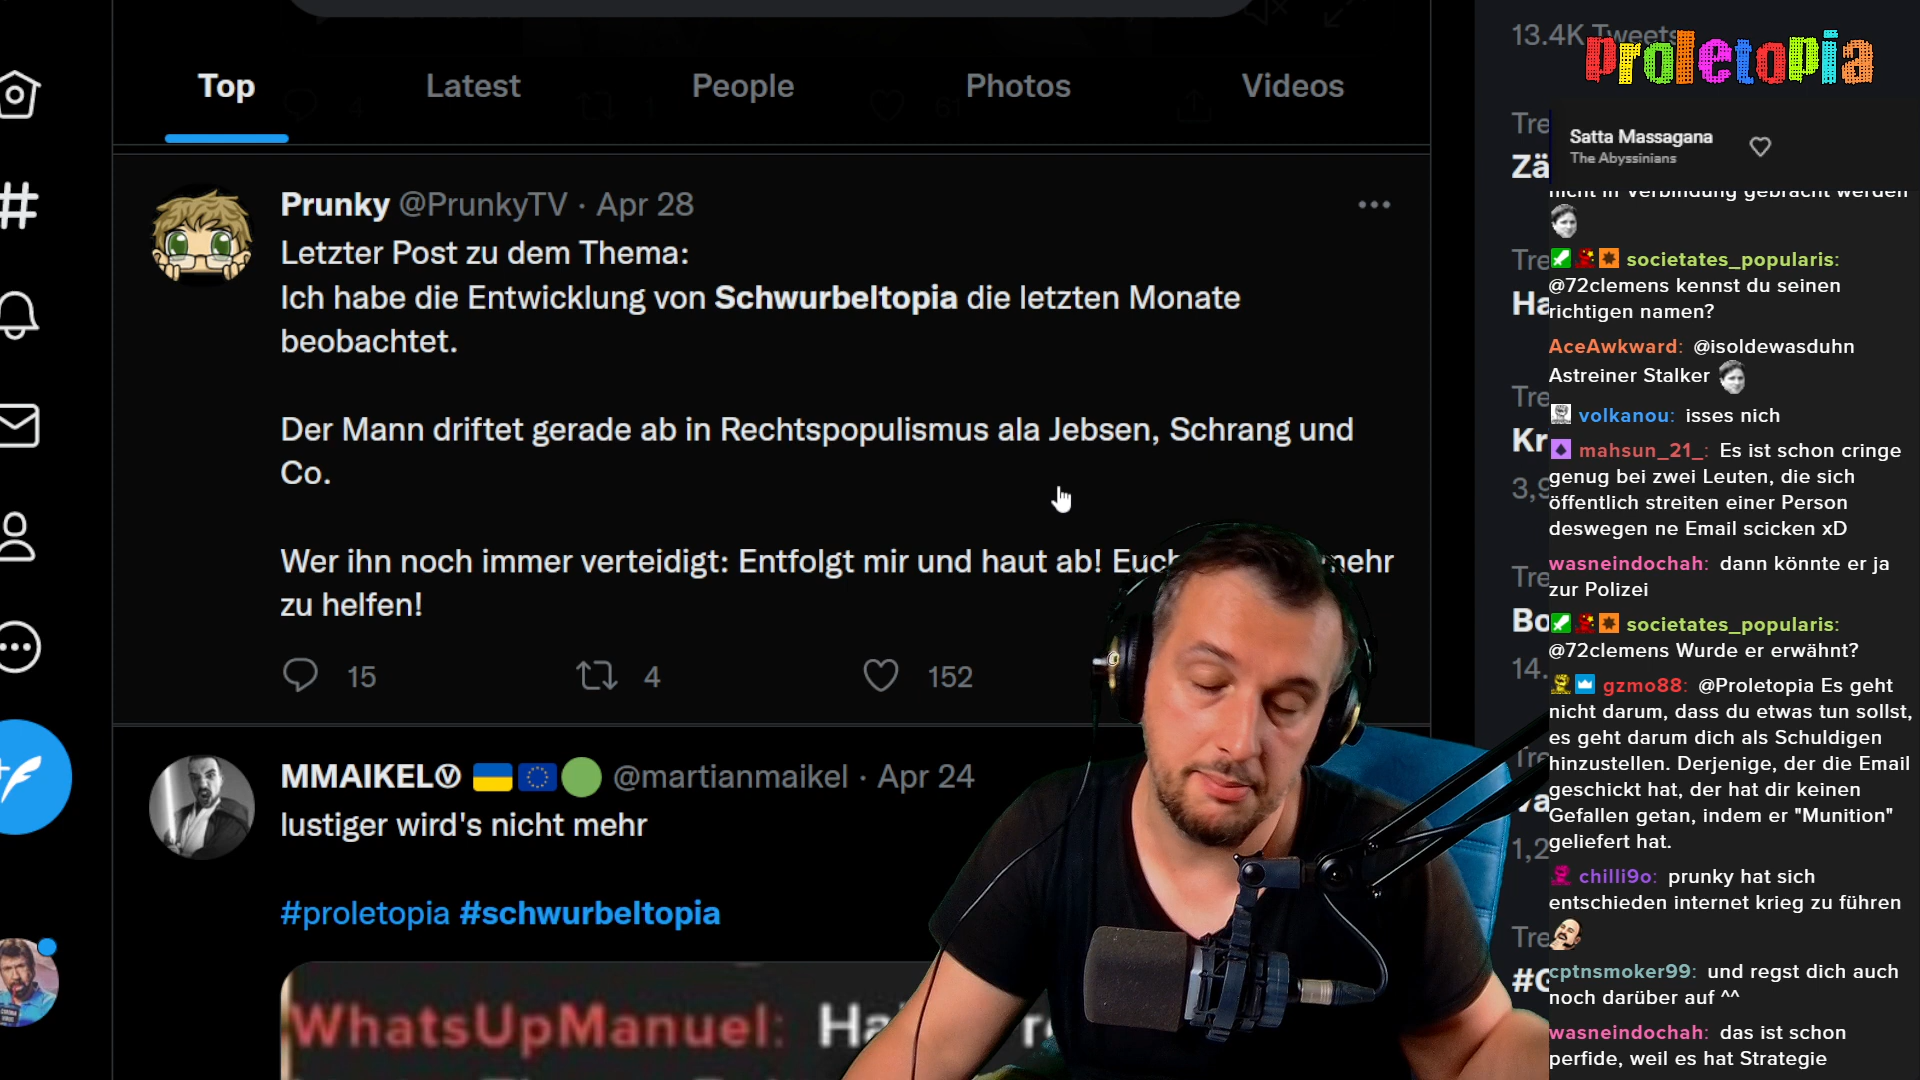 Top
Latest
People
Photos
Videos
Prunky @PrunkyTV · Apr 28
Letzter Post zu dem Thema:
Ich habe die Entwicklung von Schwurbeltopia die letzten Monate
beobachtet.
Der Mann driftet gerade ab in Rechtspopulismus ala Jebsen, Schrang und
Co.
Wer ihn noch immer verteidigt: Entfolgt mir und haut ab! mehr
zu helfen!
15
4
152
MMAIKELⓋ 🇺🇦🇪🇺🟢 @martianmaikel · Apr 24
lustiger wird's nicht mehr
#proletopia #schwurbeltopia
WhatsUpManuel:
13.4K Tweets
Proletopia
Satta Massagana
The Abyssinians
nicht in Verbindung gebracht werden
societates_popularis:
@72clemens kennst du seinen
richtigen namen?
AceAwkward: @isoldewasduhn
Astreiner Stalker
volkanou: isses nich
mahsun_21_: Es ist schon cringe
genug bei zwei Leuten, die sich
öffentlich streiten einer Person
deswegen ne Email scicken xD
wasneindochah: dann könnte er ja
zur Polizei
societates_popularis:
@72clemens Wurde er erwähnt?
gzmo88: @Proletopia Es geht
nicht darum, dass du etwas tun sollst,
es geht darum dich als Schuldigen
hinzustellen. Derjenige, der die Email
geschickt hat, der hat dir keinen
Gefallen getan, indem er "Munition"
geliefert hat.
chilli9o: prunky hat sich
entschieden internet krieg zu führen
cptnsmoker99: und regst dich auch
noch darüber auf ^^
wasneindochah: das ist schon
perfide, weil es hat Strategie